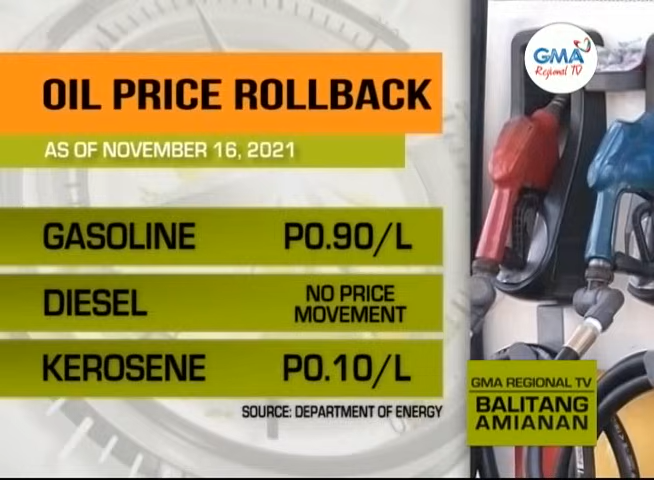 GMA
Regional TV
OIL PRICE ROLLBACK
AS OF NOVEMBER 16, 2021
GASOLINE P0.90/L
DIESEL NO PRICE MOVEMENT
KEROSENE P0.10/L
SOURCE: DEPARTMENT OF ENERGY
GMA REGIONAL TV
BALITANG
AMIANAN